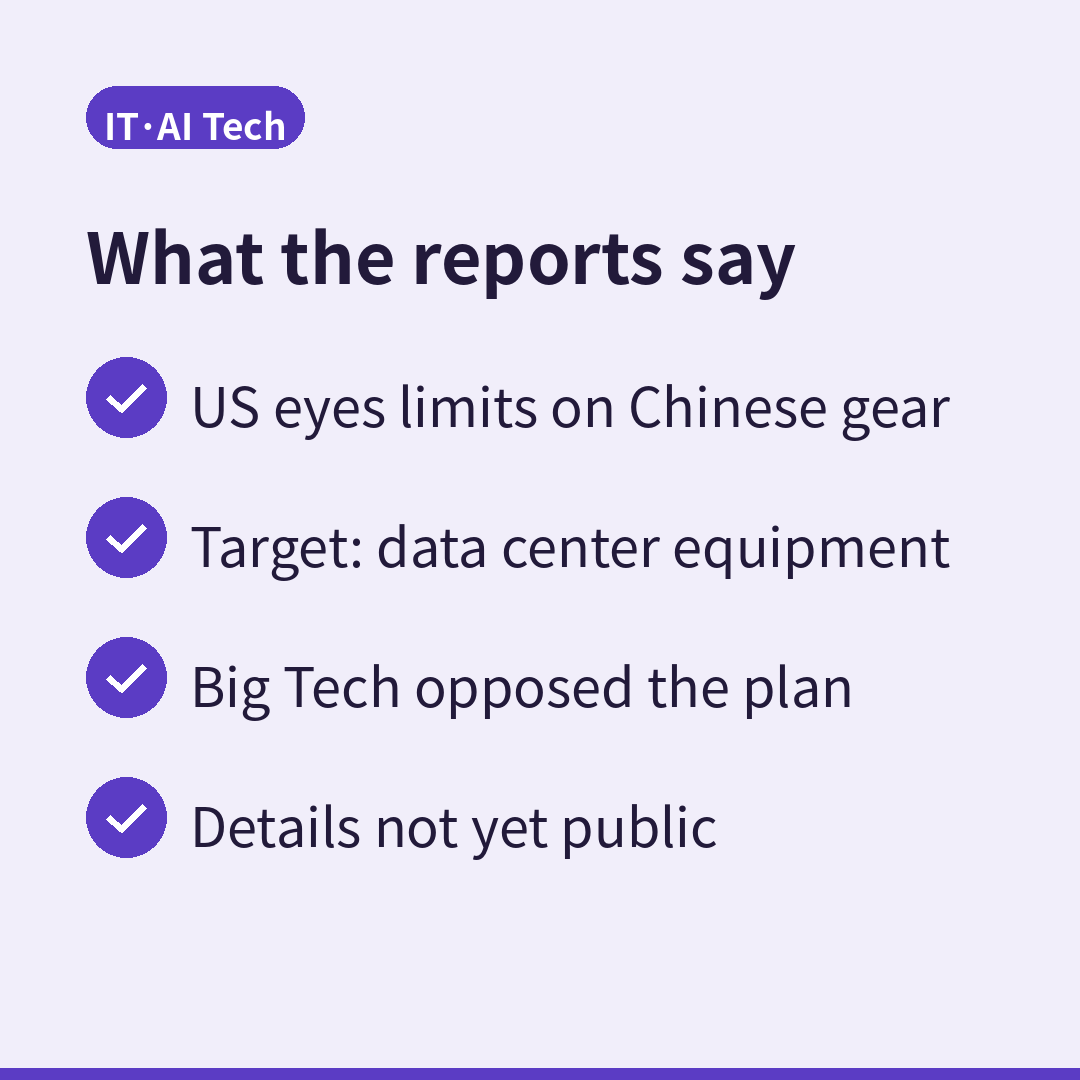 IT·AI Tech
What the reports say
US eyes limits on Chinese gear
Target: data center equipment
Big Tech opposed the plan
Details not yet public